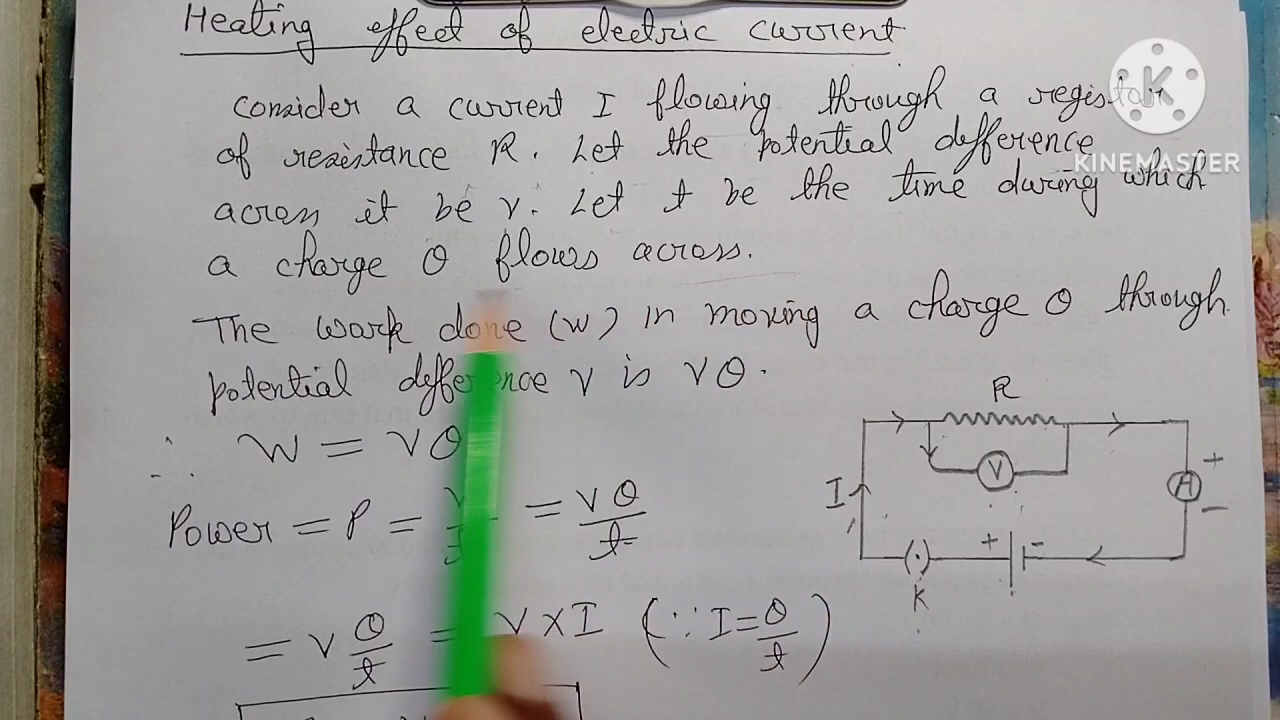 Heating effect of electric current
Consider a current I flowing through a registor
of resistance R. Let the potential difference
across it be V. Let t be the time during which
a charge Q flows across.
The work done (W) in moving a charge Q through
potential difference V is VQ.
∴ W = VQ
Power = P = = VQ/t
= V Q/t = V × I (∵ I = Q/t)
R
V
I
A
+
-
+
-
K
K
KINEMASTER